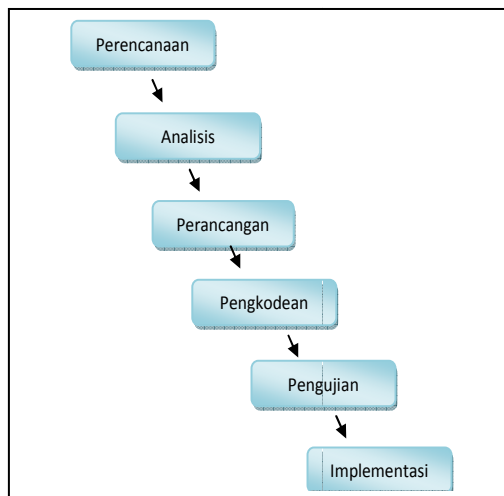 Perencanaan
Analisis
Perancangan
Pengkodean
Pengujian
Implementasi